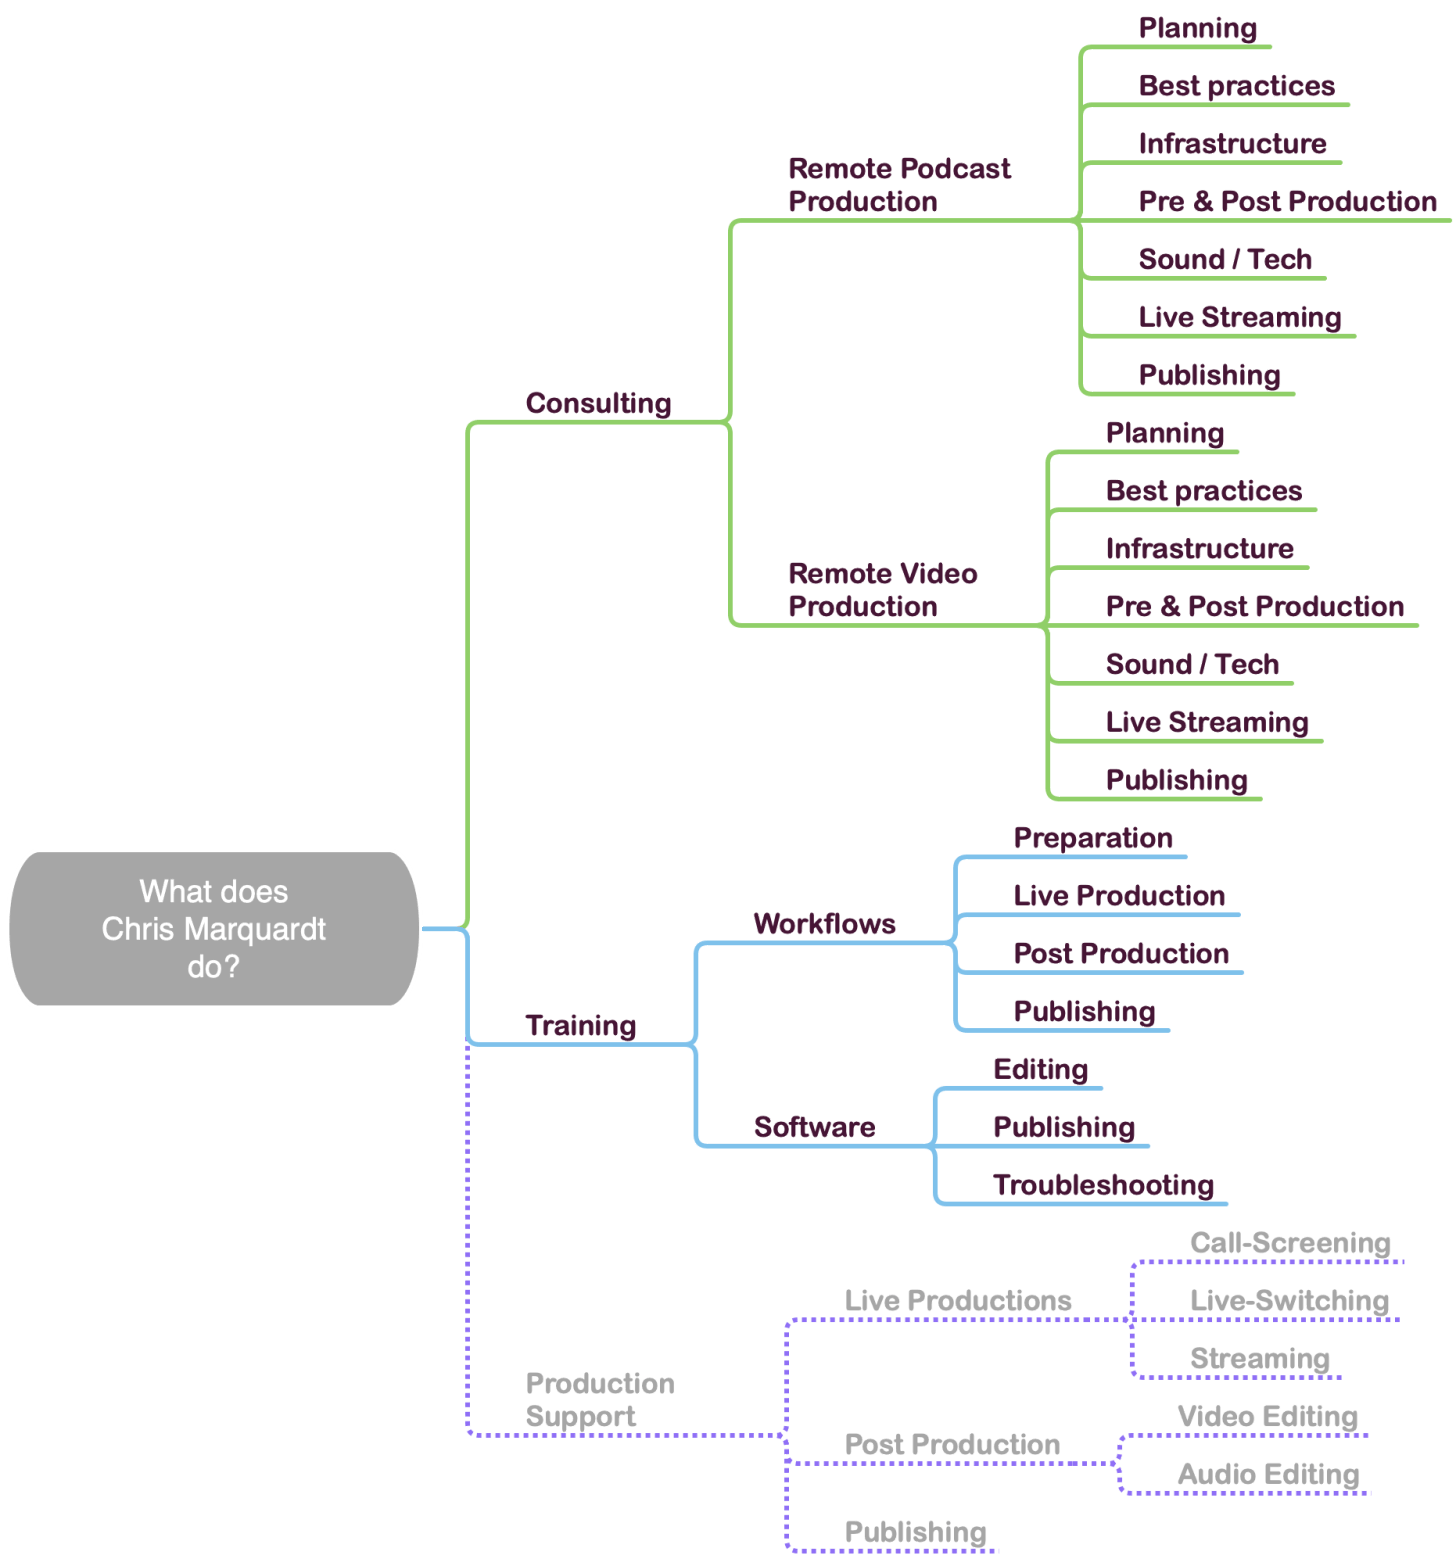 What does
Chris Marquardt
do?
Consulting
Remote Podcast
Production
Planning
Best practices
Infrastructure
Pre & Post Production
Sound / Tech
Live Streaming
Publishing
Remote Video
Production
Planning
Best practices
Infrastructure
Pre & Post Production
Sound / Tech
Live Streaming
Publishing
Training
Workflows
Preparation
Live Production
Post Production
Publishing
Software
Editing
Publishing
Troubleshooting
Production
Support
Live Productions
Call-Screening
Live-Switching
Streaming
Post Production
Video Editing
Audio Editing
Publishing